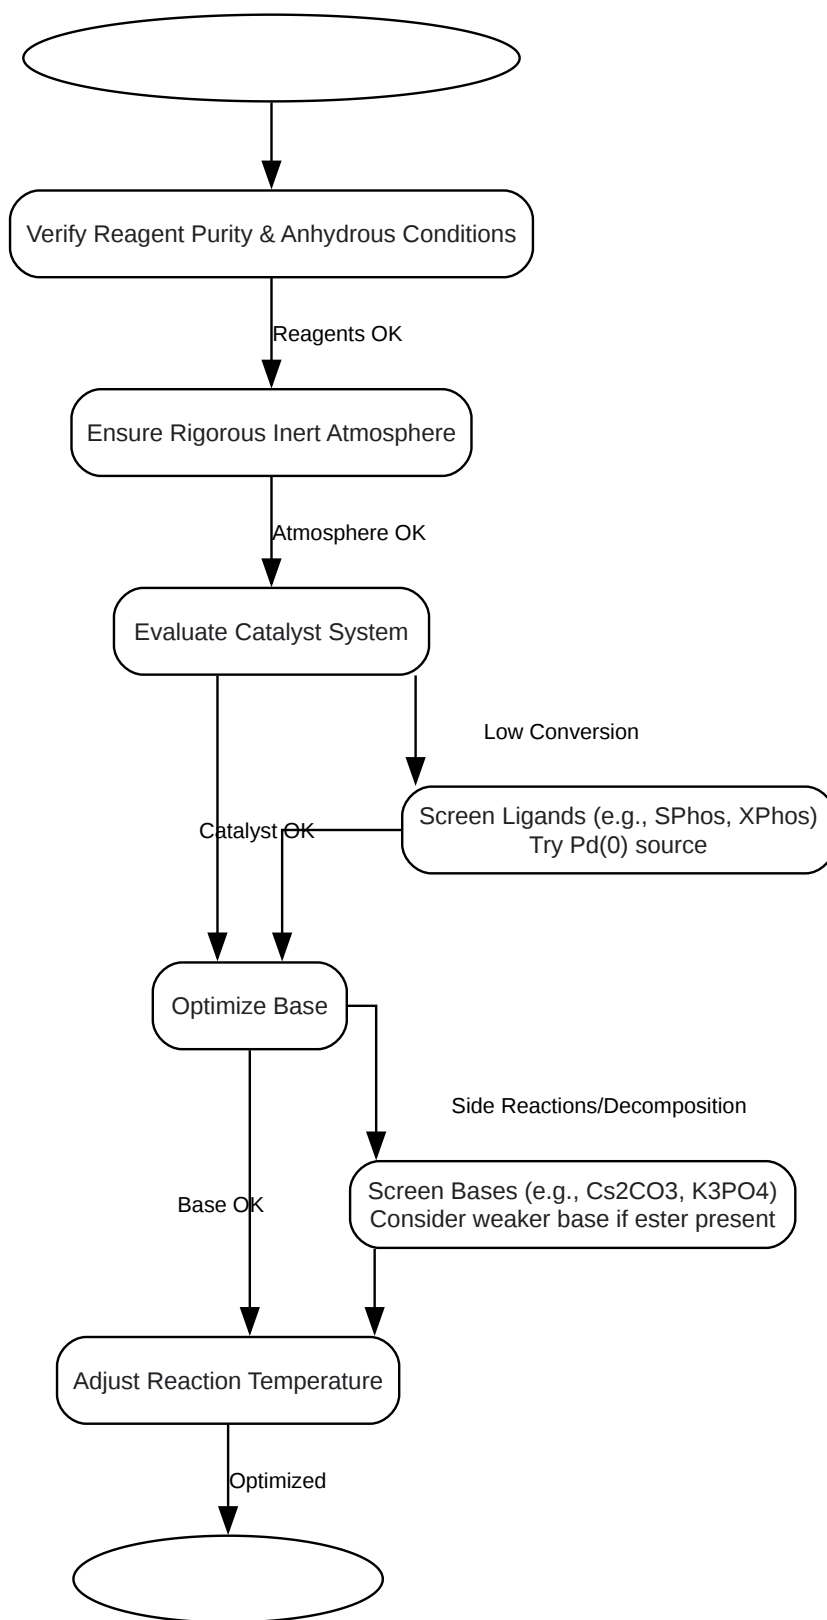 Verify Reagent Purity & Anhydrous Conditions
Reagents OK
Ensure Rigorous Inert Atmosphere
Atmosphere OK
Evaluate Catalyst System
Low Conversion
Screen Ligands (e.g., SPhos, XPhos)
Try Pd(0) source
Catalyst OK
Optimize Base
Side Reactions/Decomposition
Screen Bases (e.g., Cs2CO3, K3PO4)
Consider weaker base if ester present
Base OK
Adjust Reaction Temperature
Optimized